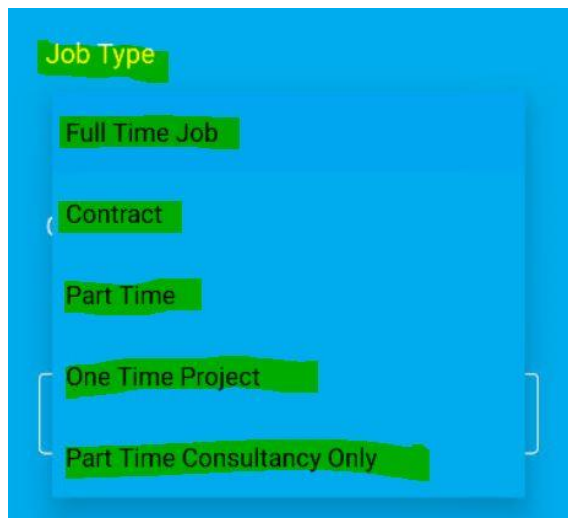 Job Type
Full Time Job
Contract
Part Time
One Time Project
Part Time Consultancy Only